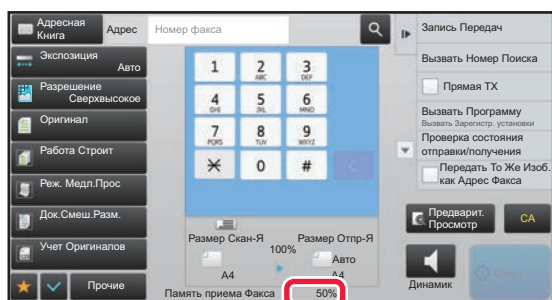 Адресная
Книга
Адрес
Номер факса
Экспозиция
Авто
Разрешение
Сверхвысокое
Оригинал
Работа Строит
Реж. Медл.Прос
Док.Смеш.Разм.
Учет Оригиналов
Прочие
1
2
ABC
3
DEF
4
GHI
5
JKL
6
MNO
7
PQRS
8
TUV
9
WXYZ
0
#
Размер Скан-Я
100%
Размер Отпр-Я
Авто
A4
A4
Память приема Факса
50%
Запись Передач
Вызвать Номер Поиска
Прямая TX
Вызвать Программу
Вызвать Зарегистр. установки
Проверка состояния
отправки/получения
Передать То Же Изоб.
как Адрес Факса
Предварит.
Просмотр
CA
Динамик
Старт